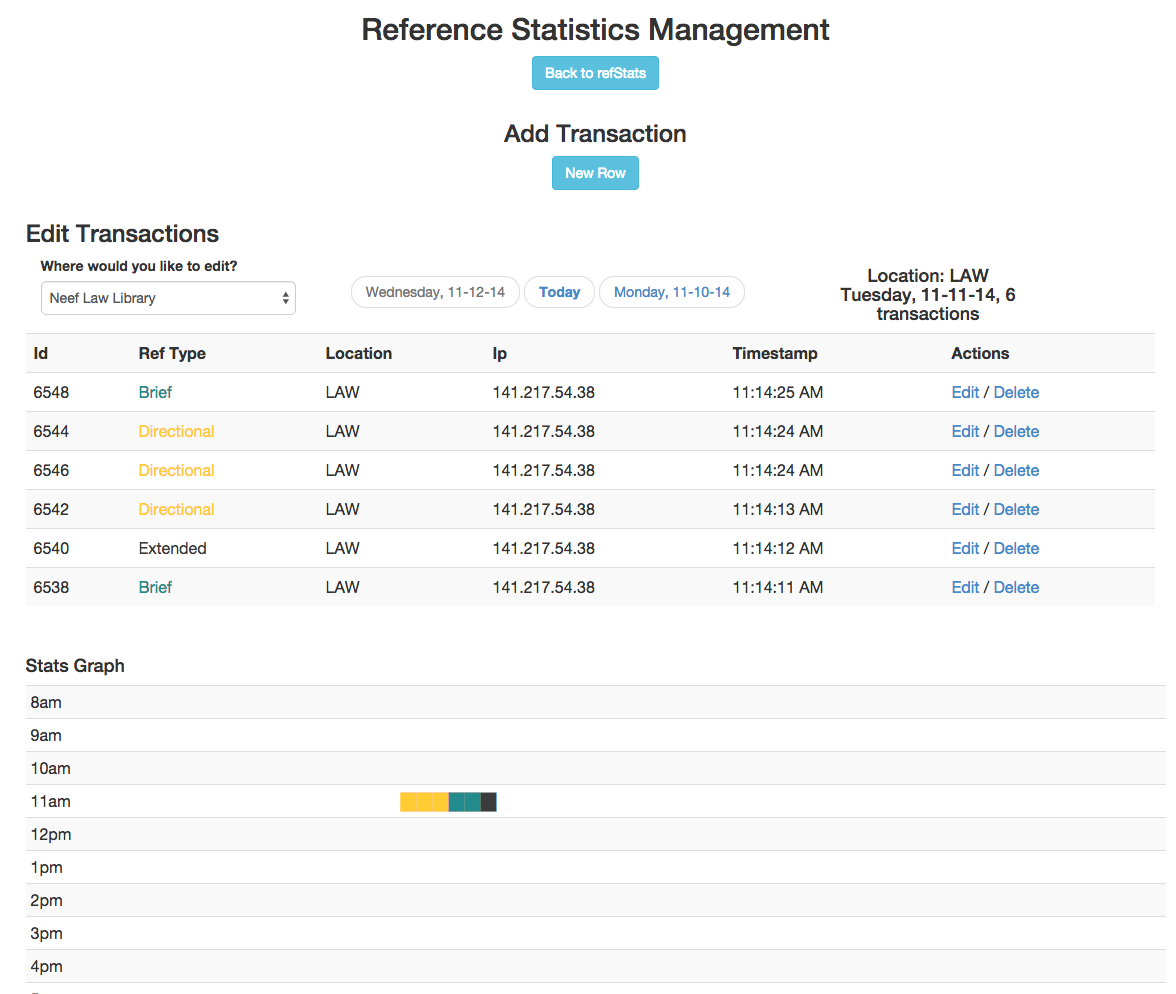 Reference Statistics Management
Back to refStats
Add Transaction
New Row
Edit Transactions
Where would you like to edit?
Neef Law Library
Wednesday, 11-12-14 Today Monday, 11-10-14
Location: LAW
Tuesday, 11-11-14, 6
transactions
Id Ref Type Location Ip Timestamp Actions
6548 Brief LAW 141.217.54.38 11:14:25 AM Edit / Delete
6544 Directional LAW 141.217.54.38 11:14:24 AM Edit / Delete
6546 Directional LAW 141.217.54.38 11:14:24 AM Edit / Delete
6542 Directional LAW 141.217.54.38 11:14:13 AM Edit / Delete
6540 Extended LAW 141.217.54.38 11:14:12 AM Edit / Delete
6538 Brief LAW 141.217.54.38 11:14:11 AM Edit / Delete
Stats Graph
8am
9am
10am
11am
12pm
1pm
2pm
3pm
4pm